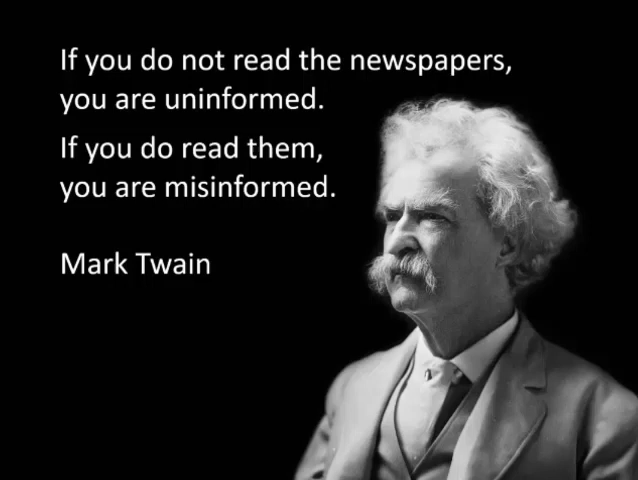 If you do not read the newspapers,
you are uninformed.
If you do read them,
you are misinformed.
Mark Twain